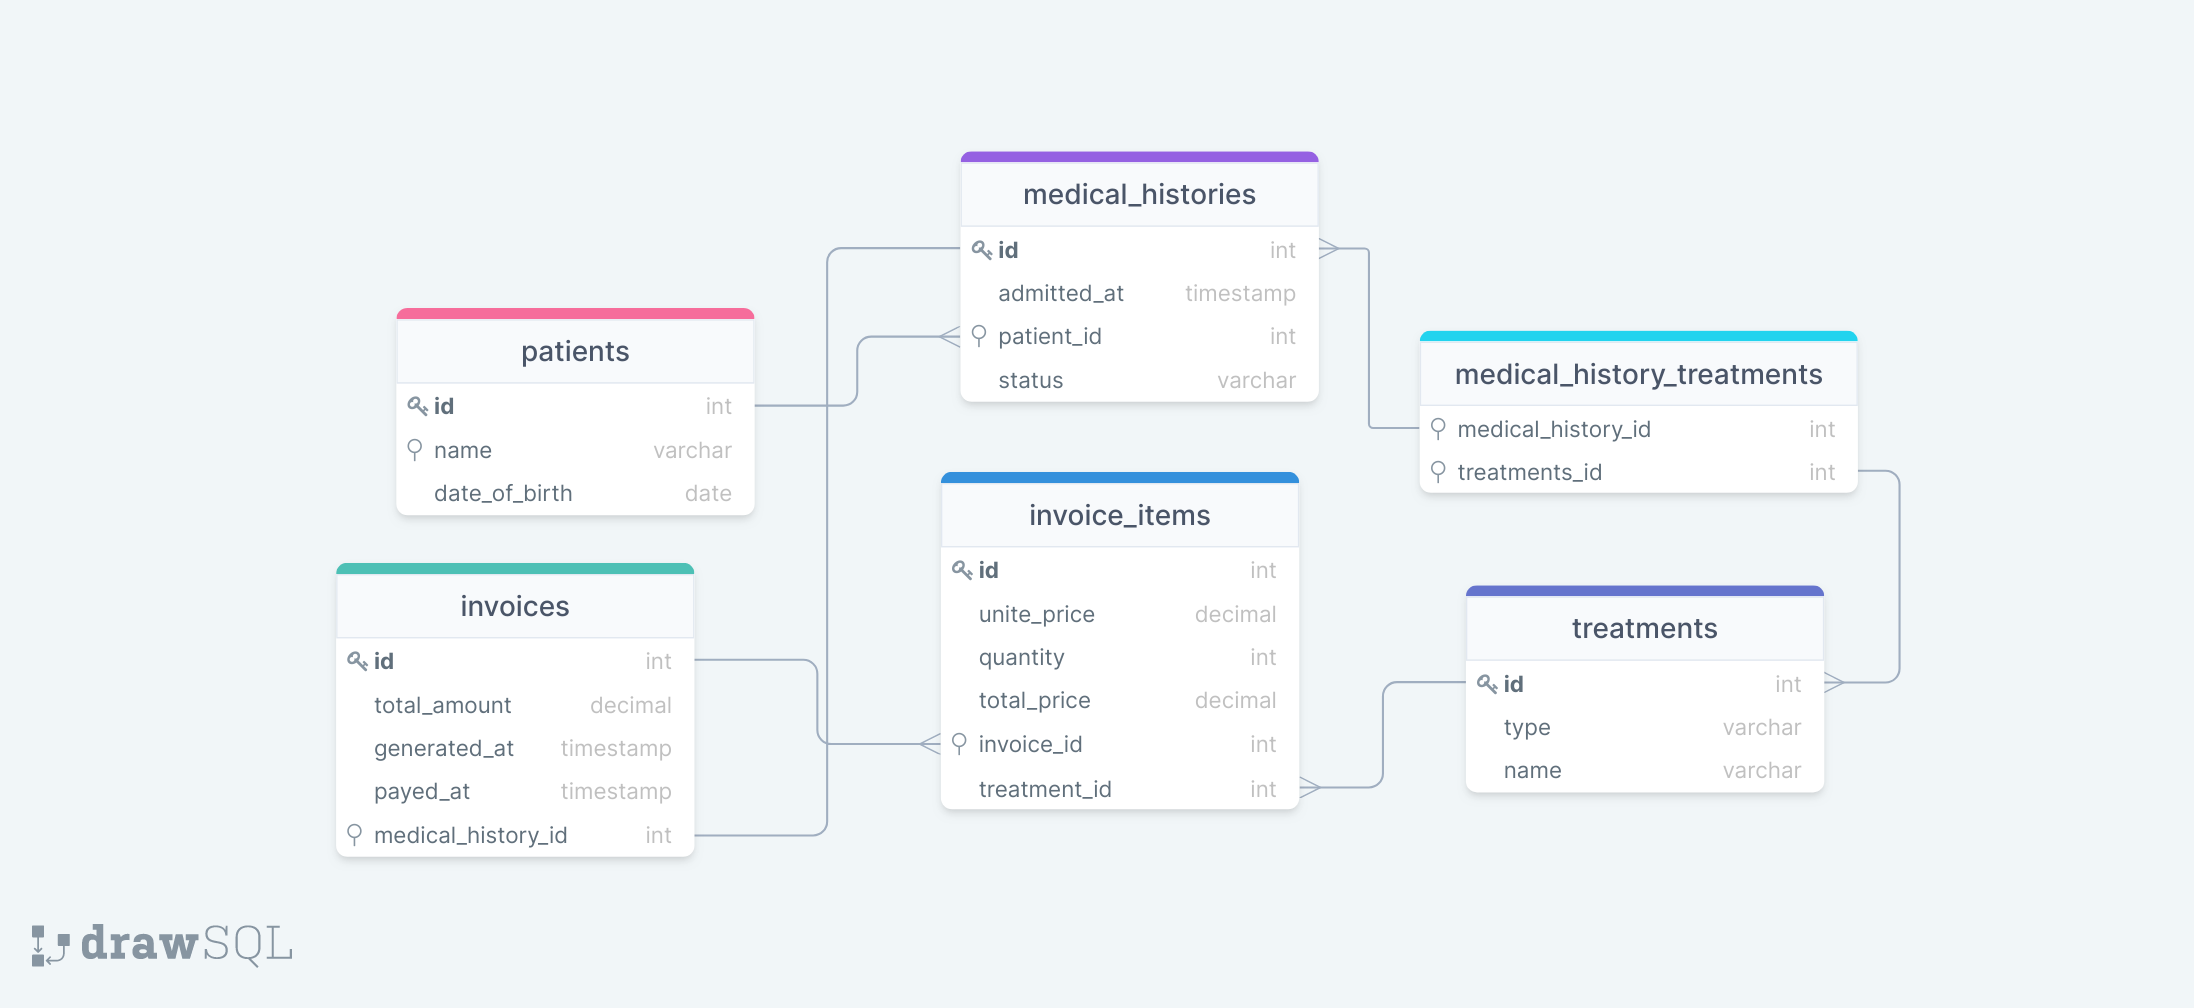 medical_histories
id int
admitted_at timestamp
patient_id int
status varchar
patients
id int
name varchar
date_of_birth date
medical_history_treatments
medical_history_id int
treatments_id int
invoice_items
id int
unite_price decimal
quantity int
total_price decimal
invoice_id int
treatment_id int
invoices
id int
total_amount decimal
generated_at timestamp
payed_at timestamp
medical_history_id int
treatments
id int
type varchar
name varchar
drawSQL